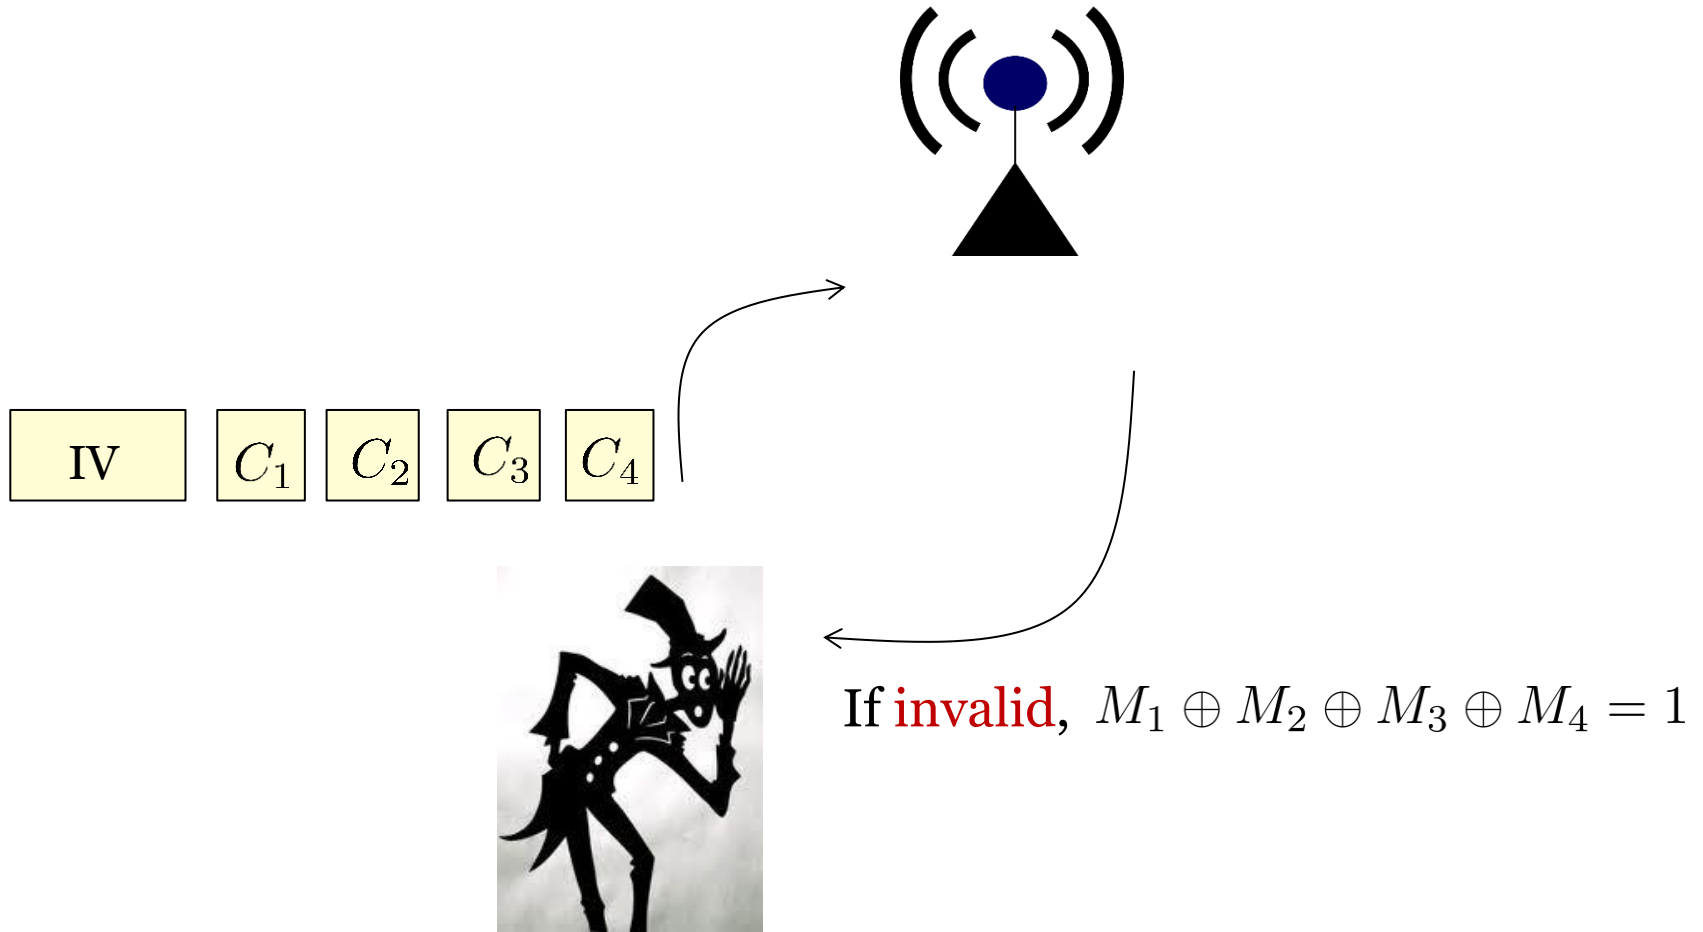 IV C₁ C₂ C₃ C₄
If invalid, M₁ ⊕ M₂ ⊕ M₃ ⊕ M₄ = 1